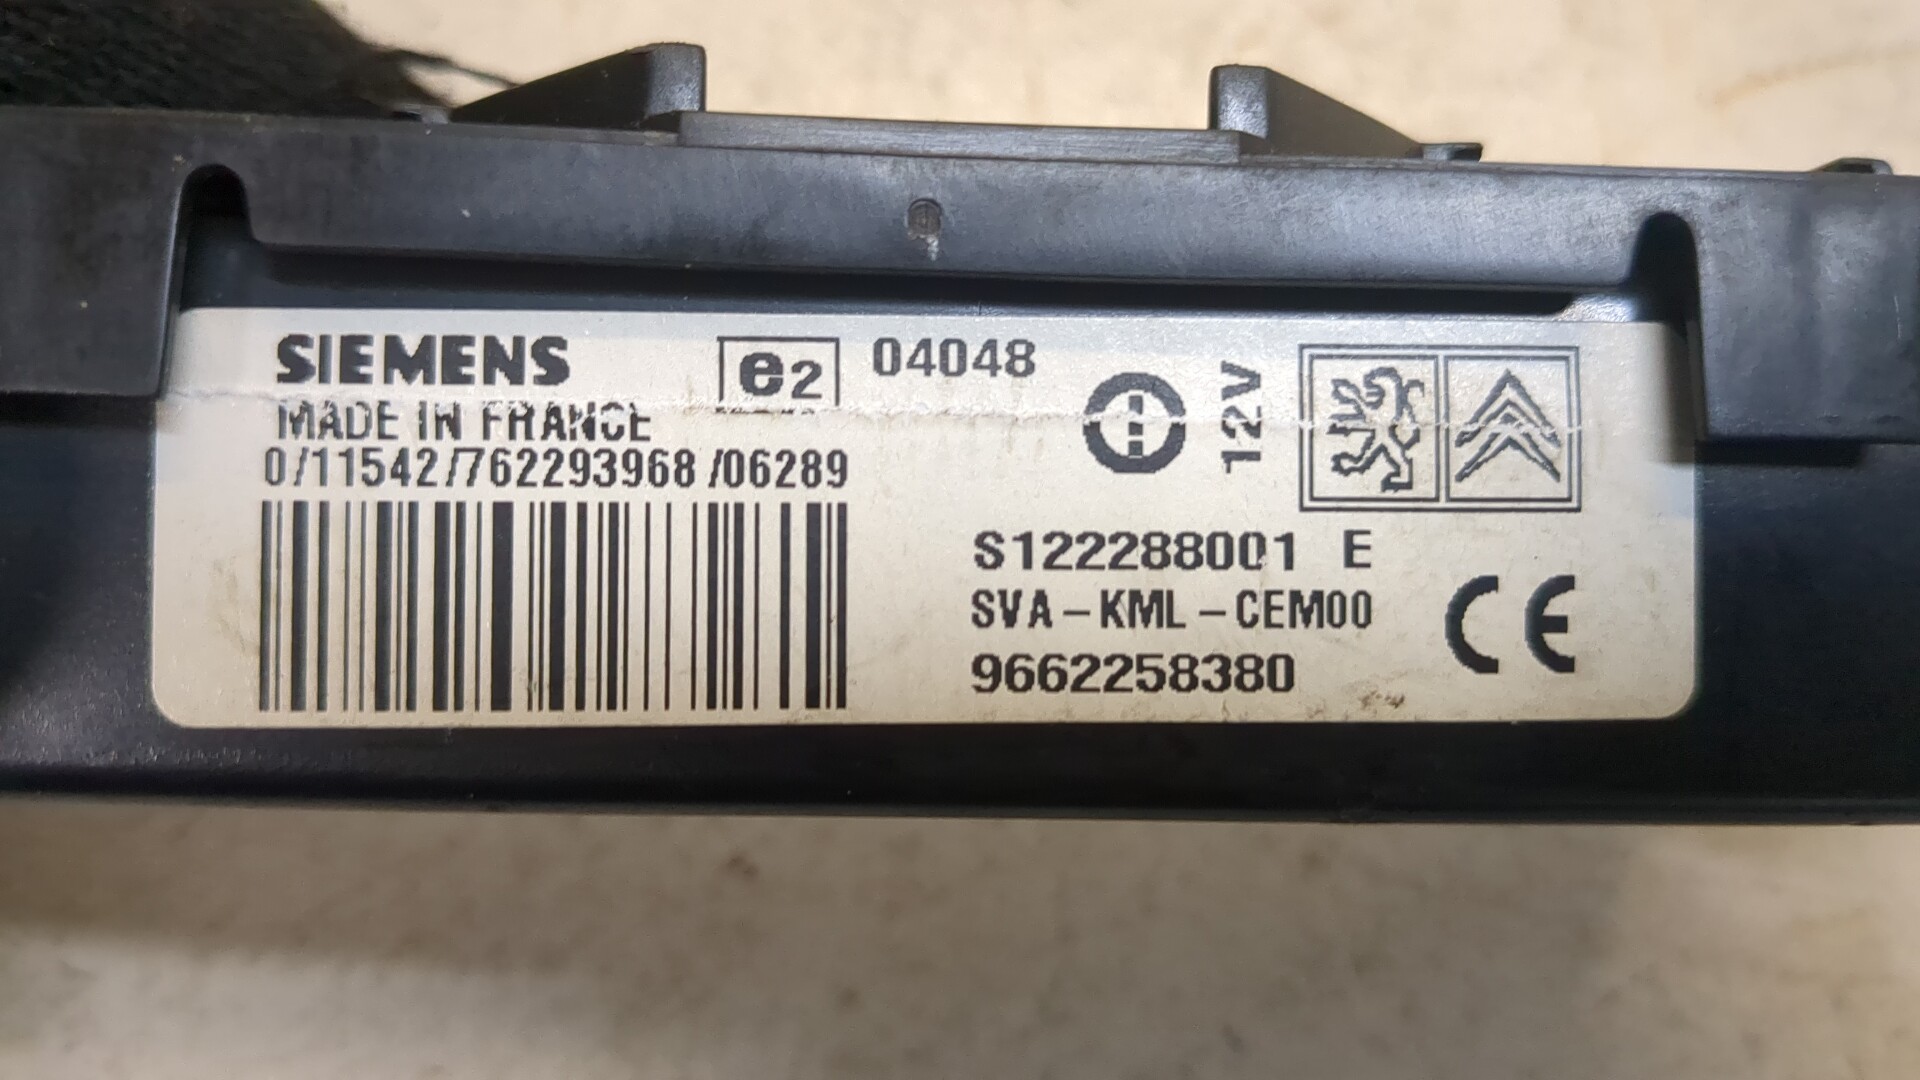 SIEMENS
e2 04048
MADE IN FRANCE
0/11542/762293968 /06289
12V
S122288001 E
SVA-KML-CEM00
9662258380
CE